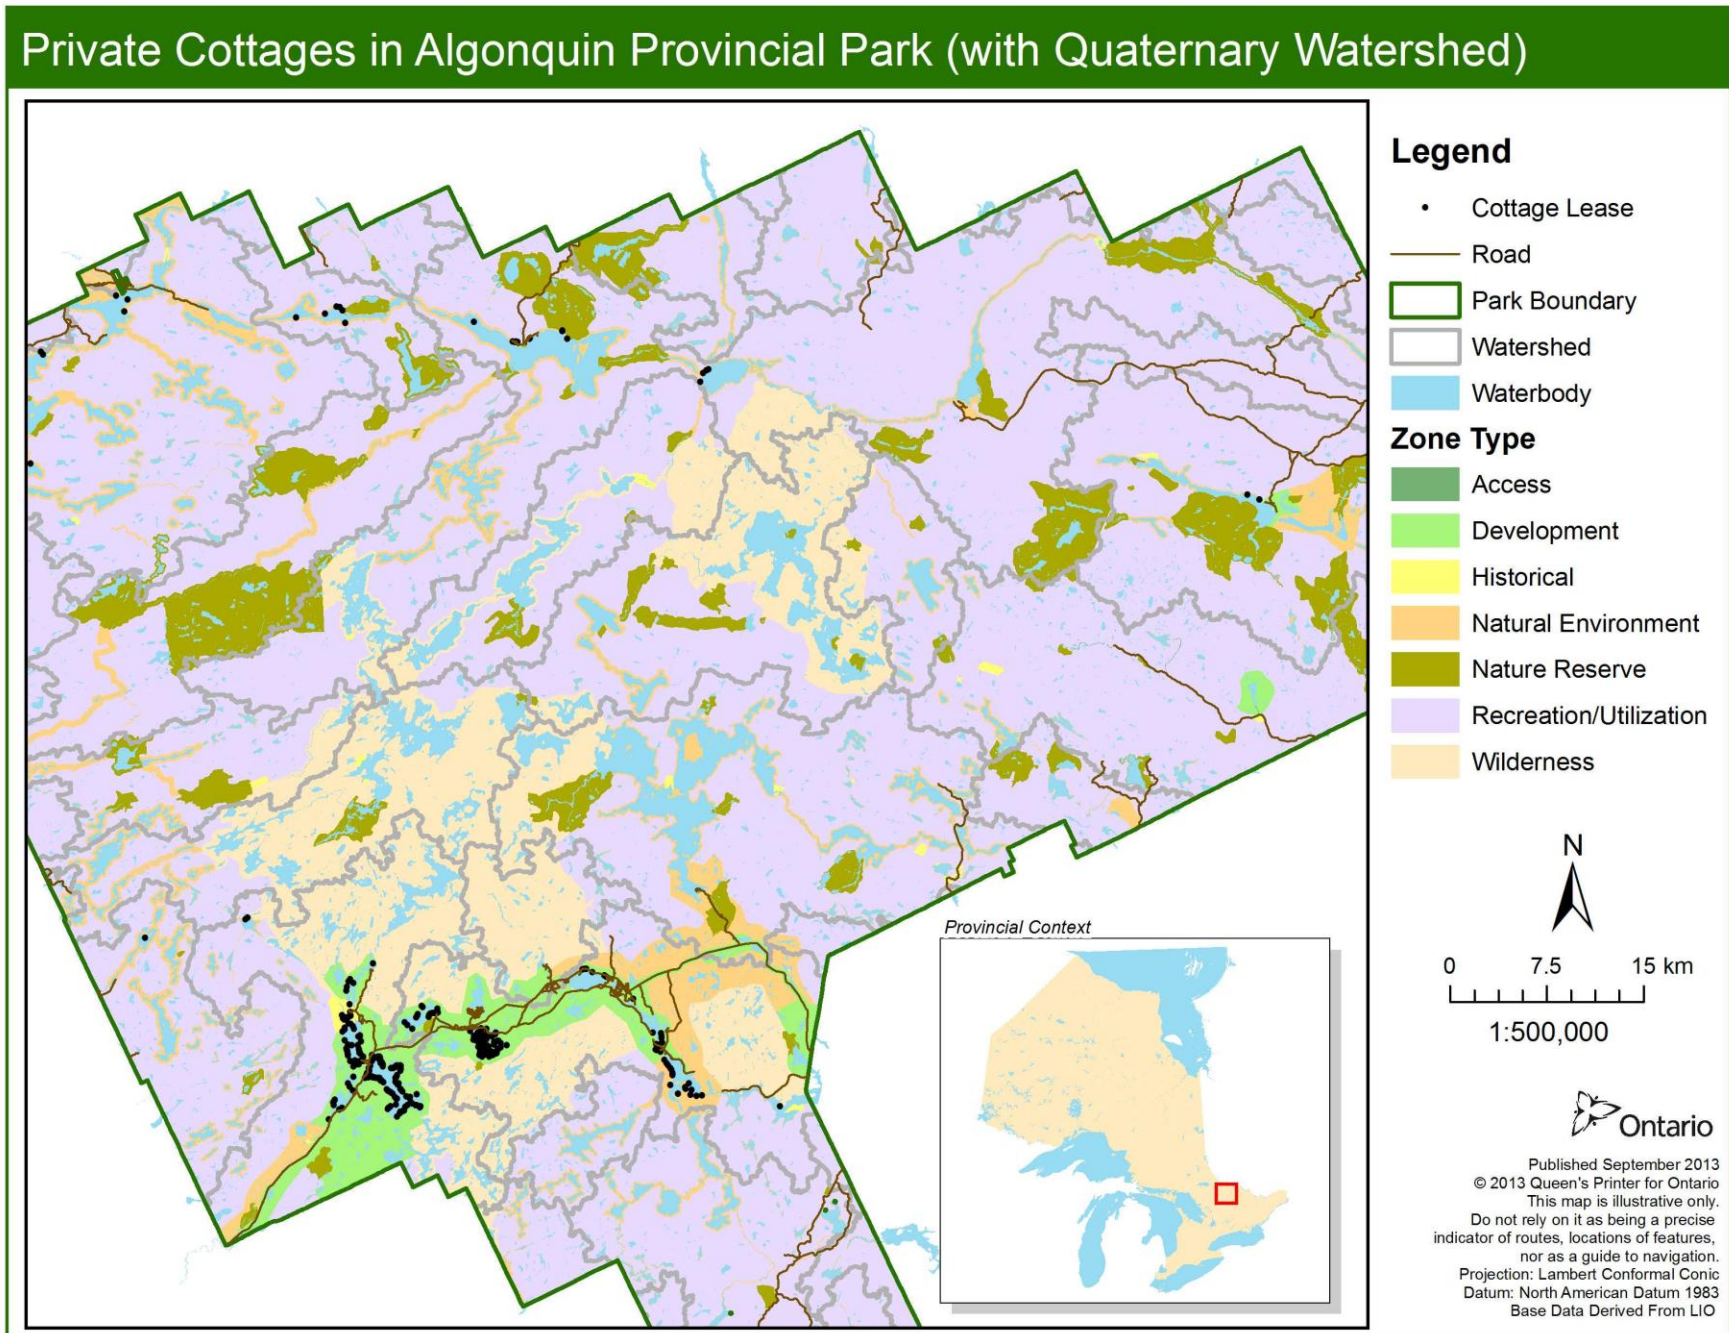 Private Cottages in Algonquin Provincial Park (with Quaternary Watershed)
Legend
Cottage Lease
Road
Park Boundary
Watershed
Waterbody
Zone Type
Access
Development
Historical
Natural Environment
Nature Reserve
Recreation/Utilization
Wilderness
N
0 7.5 15 km
1:500,000
Provincial Context
Ontario
Published September 2013
© 2013 Queen's Printer for Ontario
This map is illustrative only.
Do not rely on it as being a precise
indicator of routes, locations of features,
nor as a guide to navigation.
Projection: Lambert Conformal Conic
Datum: North American Datum 1983
Base Data Derived From LIO